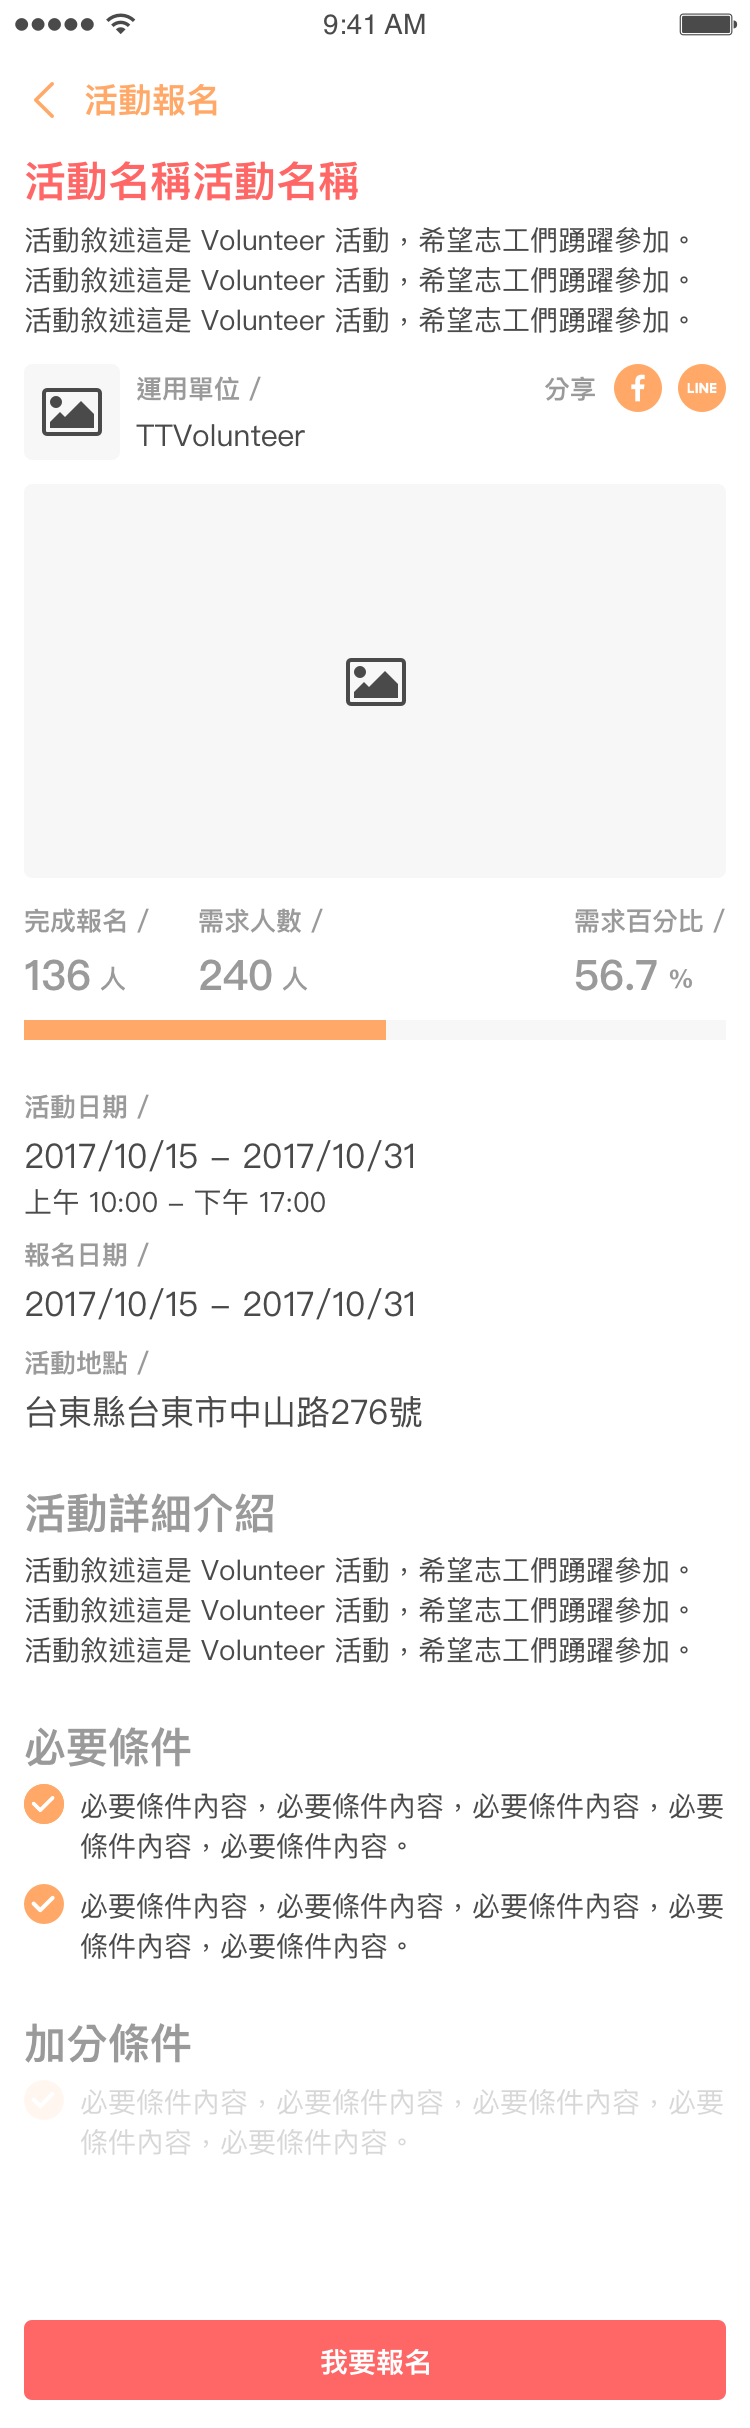 9:41 AM
活動報名
活動名稱活動名稱
活動敘述這是 Volunteer 活動，希望志工們踴躍參加。
活動敘述這是 Volunteer 活動，希望志工們踴躍參加。
活動敘述這是 Volunteer 活動，希望志工們踴躍參加。
運用單位 /
TTVolunteer
分享
f
LINE
完成報名 /
136 人
需求人數 /
240 人
需求百分比 /
56.7 %
活動日期 /
2017/10/15 – 2017/10/31
上午 10:00 – 下午 17:00
報名日期 /
2017/10/15 – 2017/10/31
活動地點 /
台東縣台東市中山路276號
活動詳細介紹
活動敘述這是 Volunteer 活動，希望志工們踴躍參加。
活動敘述這是 Volunteer 活動，希望志工們踴躍參加。
活動敘述這是 Volunteer 活動，希望志工們踴躍參加。
必要條件
必要條件內容，必要條件內容，必要條件內容，必要
條件內容，必要條件內容。
必要條件內容，必要條件內容，必要條件內容，必要
條件內容，必要條件內容。
加分條件
必要條件內容，必要條件內容，必要條件內容，必要
條件內容，必要條件內容。
我要報名